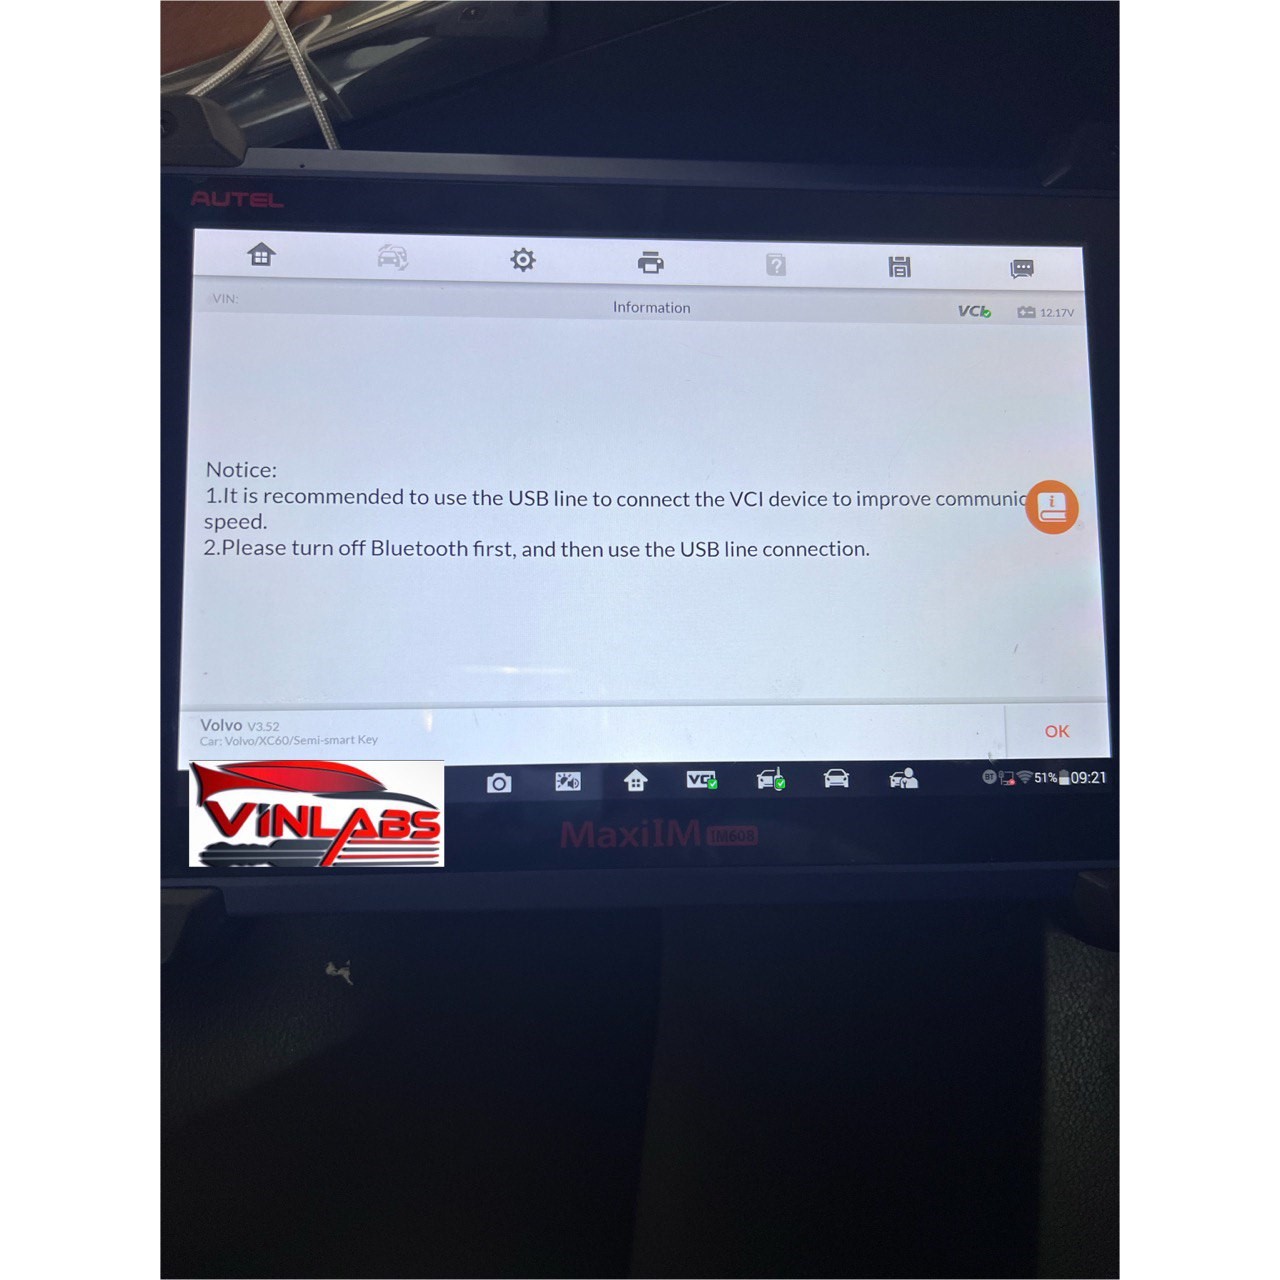 AUTEL
VIN:
Information
VCI
12.17V
Notice:
1.It is recommended to use the USB line to connect the VCI device to improve communic
speed.
2.Please turn off Bluetooth first, and then use the USB line connection.
Volvo V3.52
Car: Volvo/XC60/Semi-smart Key
OK
VCI
BT
51%
09:21
VINLABS
MaxiIM IM608